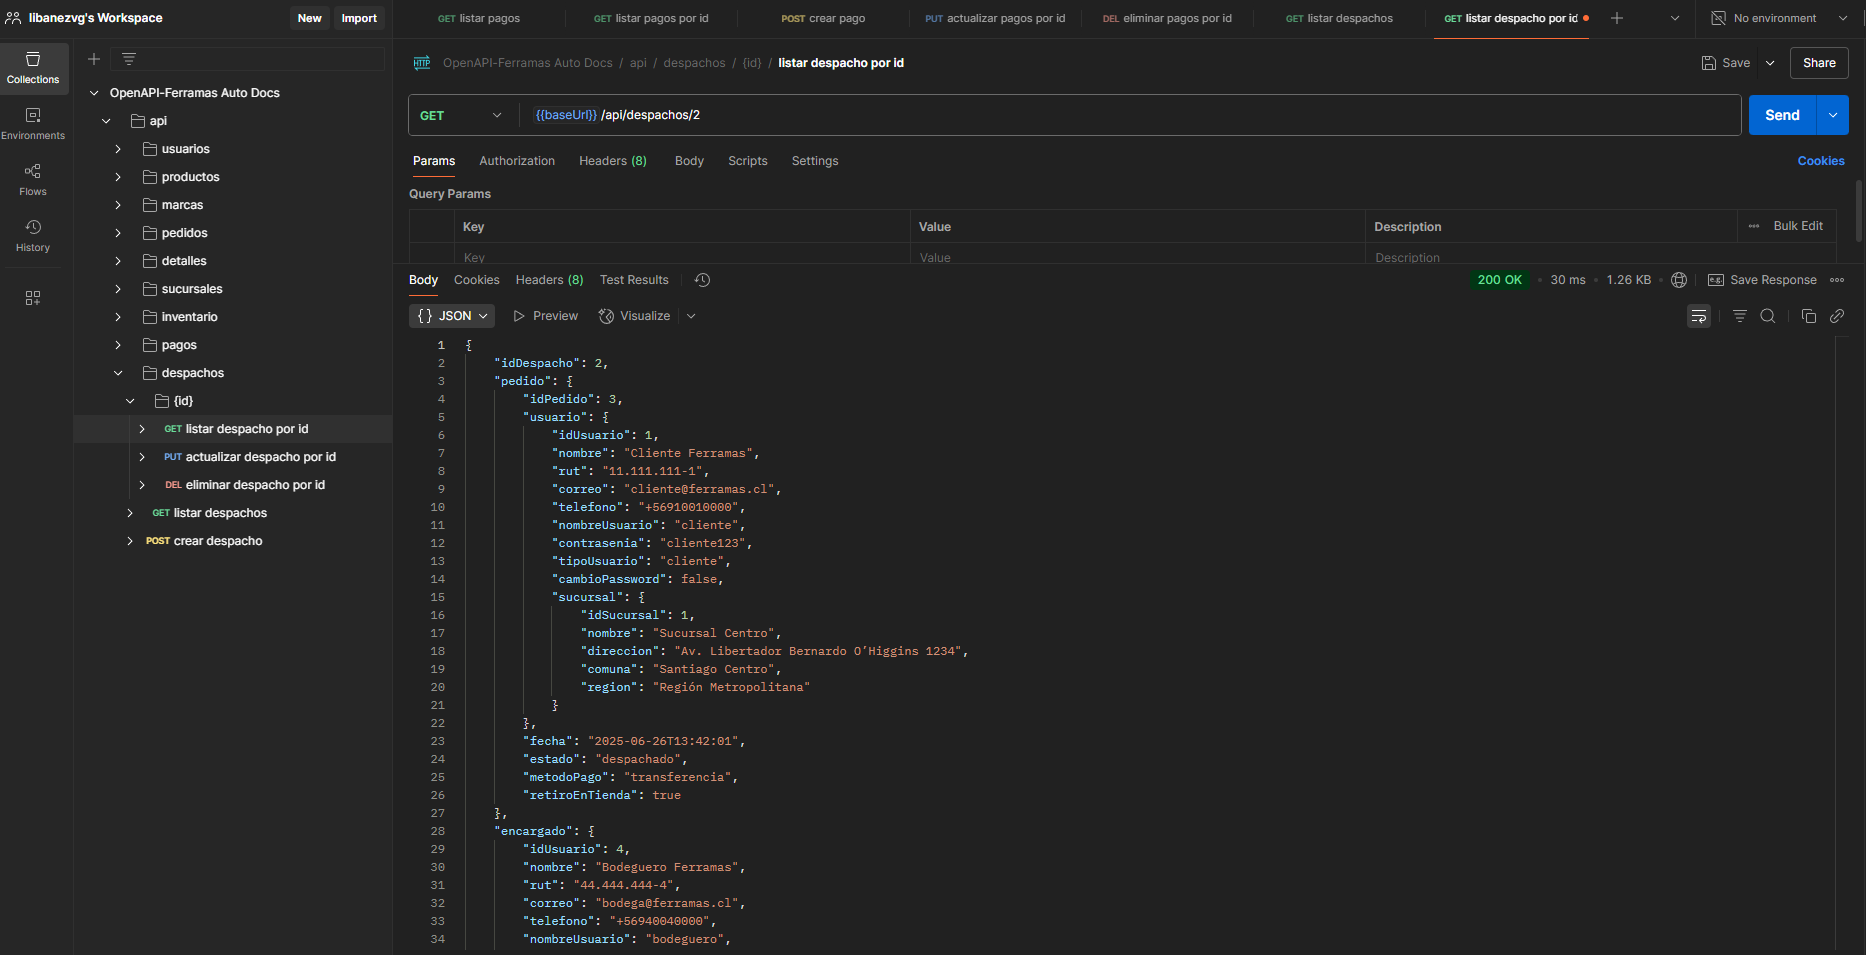 libanezvg's Workspace
New
Import
GET listar pagos
GET listar pagos por id
POST crear pago
PUT actualizar pagos por id
DEL eliminar pagos por id
GET listar despachos
GET listar despacho por id
No environment
Collections
Environments
Flows
History
OpenAPI-Ferramas Auto Docs
api
usuarios
productos
marcas
pedidos
detalles
sucursales
inventario
pagos
despachos
{id}
GET listar despacho por id
PUT actualizar despacho por id
DEL eliminar despacho por id
GET listar despachos
POST crear despacho
HTTP OpenAPI-Ferramas Auto Docs / api / despachos / {id} / listar despacho por id
Save
Share
GET {{baseUrl}} /api/despachos/2
Send
Params Authorization Headers (8) Body Scripts Settings
Cookies
Query Params
Key Value Description Bulk Edit
Key Value Description
Body Cookies Headers (8) Test Results
200 OK 30 ms 1.26 KB e.g. Save Response
{} JSON Preview Visualize
1 {
2 "idDespacho": 2,
3 "pedido": {
4 "idPedido": 3,
5 "usuario": {
6 "idUsuario": 1,
7 "nombre": "Cliente Ferramas",
8 "rut": "11.111.111-1",
9 "correo": "cliente@ferramas.cl",
10 "telefono": "+56910010000",
11 "nombreUsuario": "cliente",
12 "contrasenia": "cliente123",
13 "tipoUsuario": "cliente",
14 "cambioPassword": false,
15 "sucursal": {
16 "idSucursal": 1,
17 "nombre": "Sucursal Centro",
18 "direccion": "Av. Libertador Bernardo O’Higgins 1234",
19 "comuna": "Santiago Centro",
20 "region": "Región Metropolitana"
21 }
22 },
23 "fecha": "2025-06-26T13:42:01",
24 "estado": "despachado",
25 "metodoPago": "transferencia",
26 "retiroEnTienda": true
27 },
28 "encargado": {
29 "idUsuario": 4,
30 "nombre": "Bodeguero Ferramas",
31 "rut": "44.444.444-4",
32 "correo": "bodega@ferramas.cl",
33 "telefono": "+56940040000",
34 "nombreUsuario": "bodeguero",